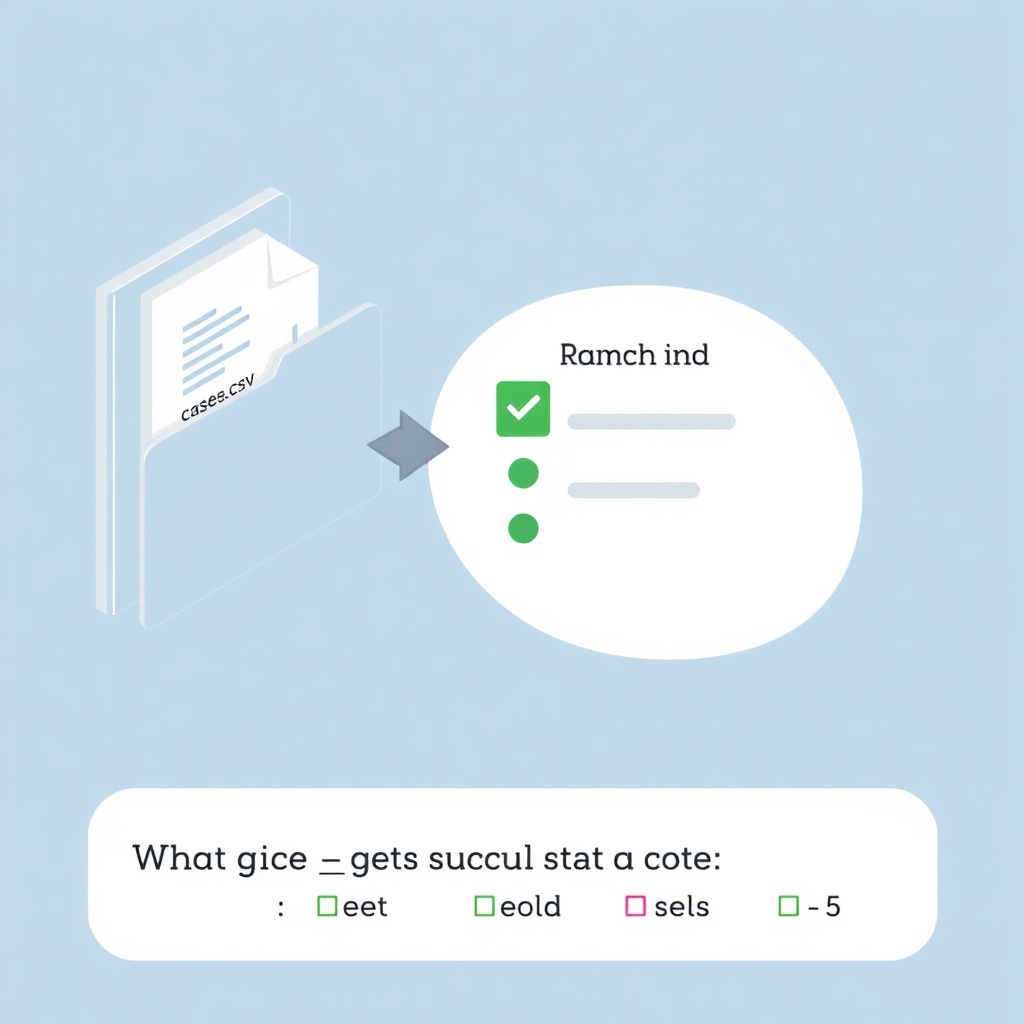 cases.csv
Ramch ind
What gice _ gets succul stat a cote:
: eet eold sels - 5